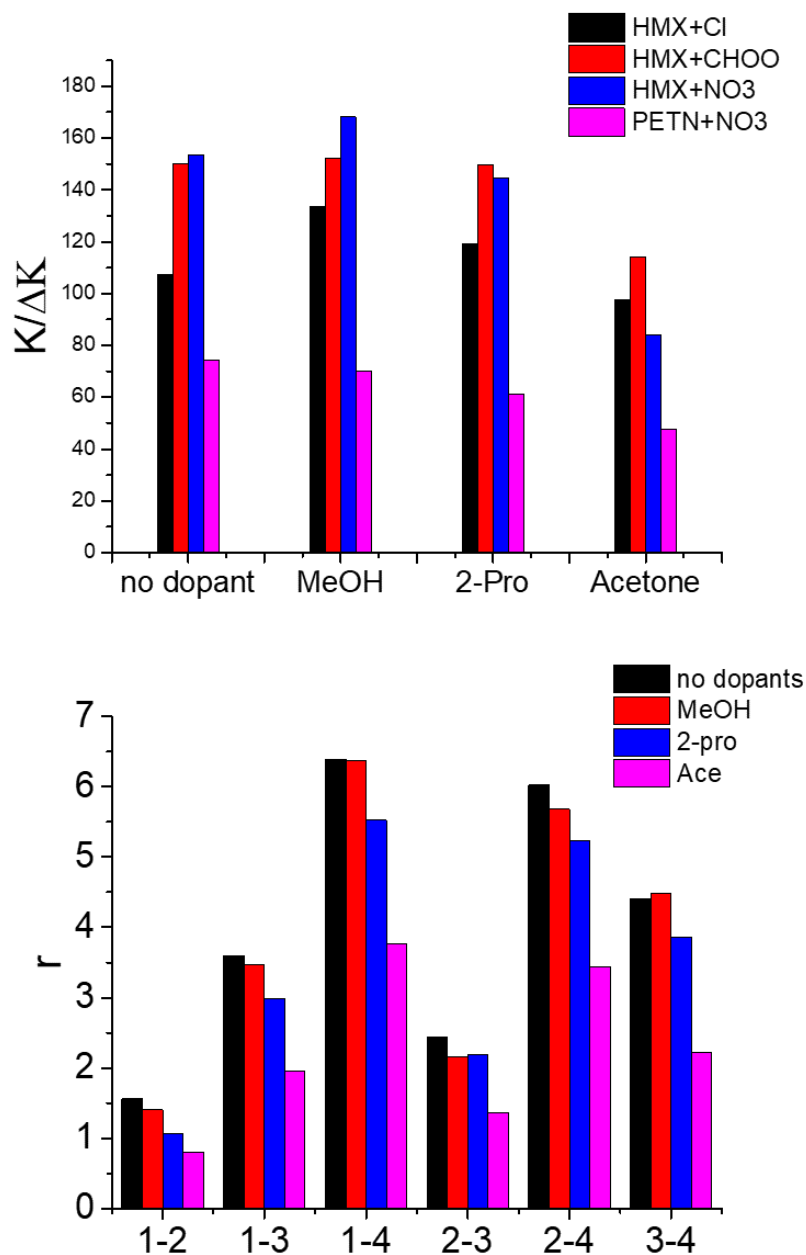 HMX+Cl
HMX+CHOO
HMX+NO3
PETN+NO3
180
160
140
120
100
80
60
40
20
0
K/ΔK
no dopant MeOH 2-Pro Acetone
no dopants
MeOH
2-pro
Ace
7
6
5
4
3
2
1
0
r
1-2 1-3 1-4 2-3 2-4 3-4